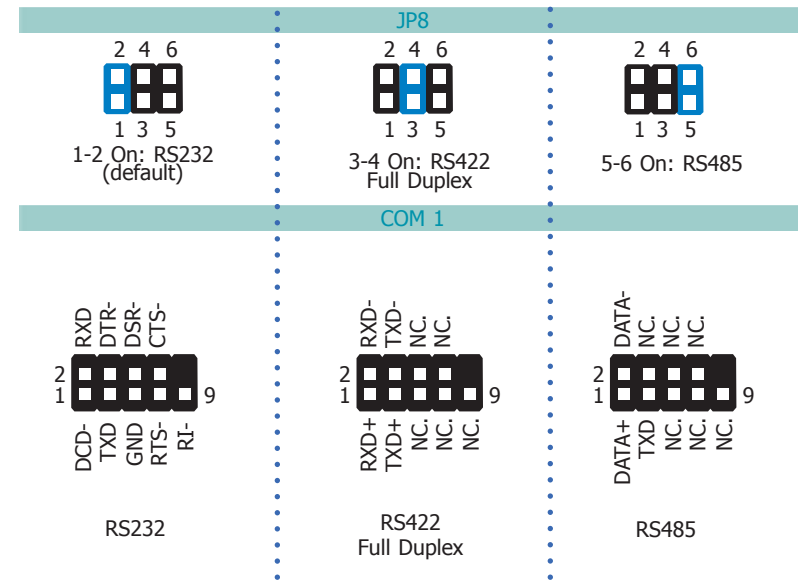 JP8
2 4 6
1 3 5
1-2 On: RS232
(default)
2 4 6
1 3 5
3-4 On: RS422
Full Duplex
2 4 6
1 3 5
5-6 On: RS485
COM 1
RXD
DTR-
DSR-
CTS-
2
1
9
DCD-
TXD
GND
RTS-
RI-
RS232
RXD-
TXD-
NC.
NC.
2
1
9
RXD+
TXD+
NC.
NC.
NC.
RS422
Full Duplex
DATA-
NC.
NC.
NC.
2
1
9
DATA+
TXD
NC.
NC.
NC.
RS485